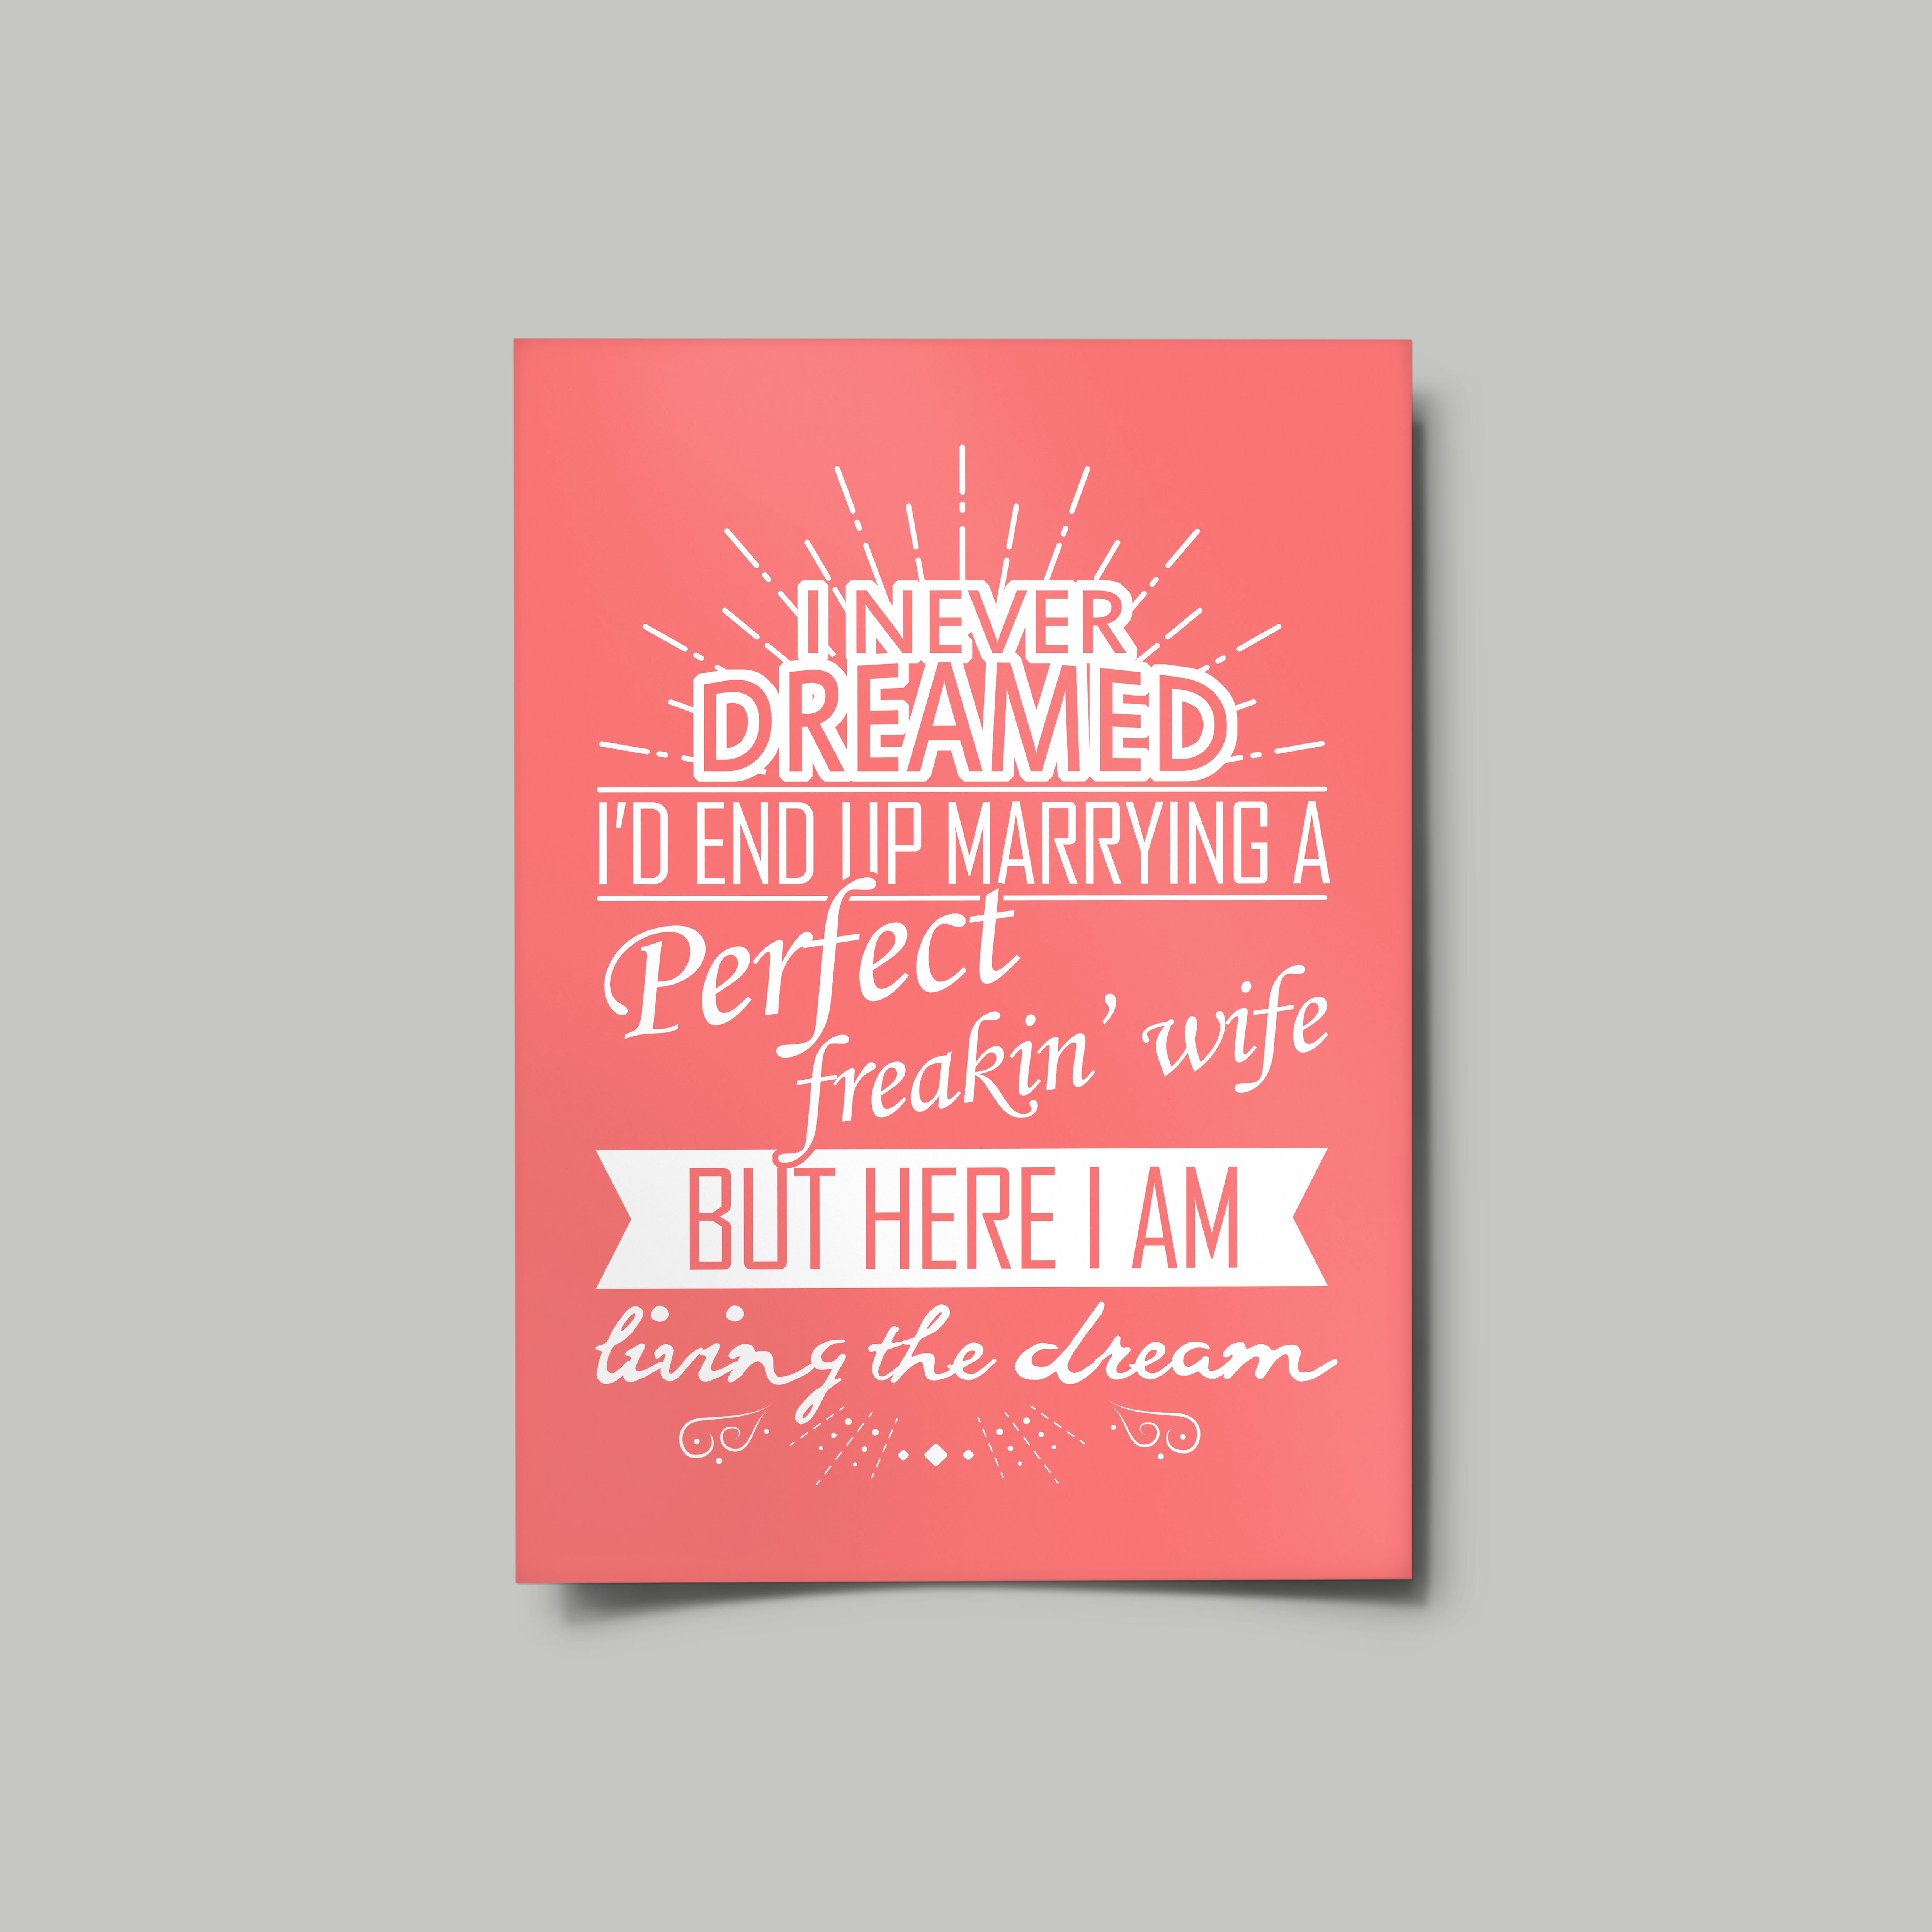 I NEVER
DREAMED
I'D END UP MARRYING A
Perfect
freakin' wife
BUT HERE I AM
living the dream